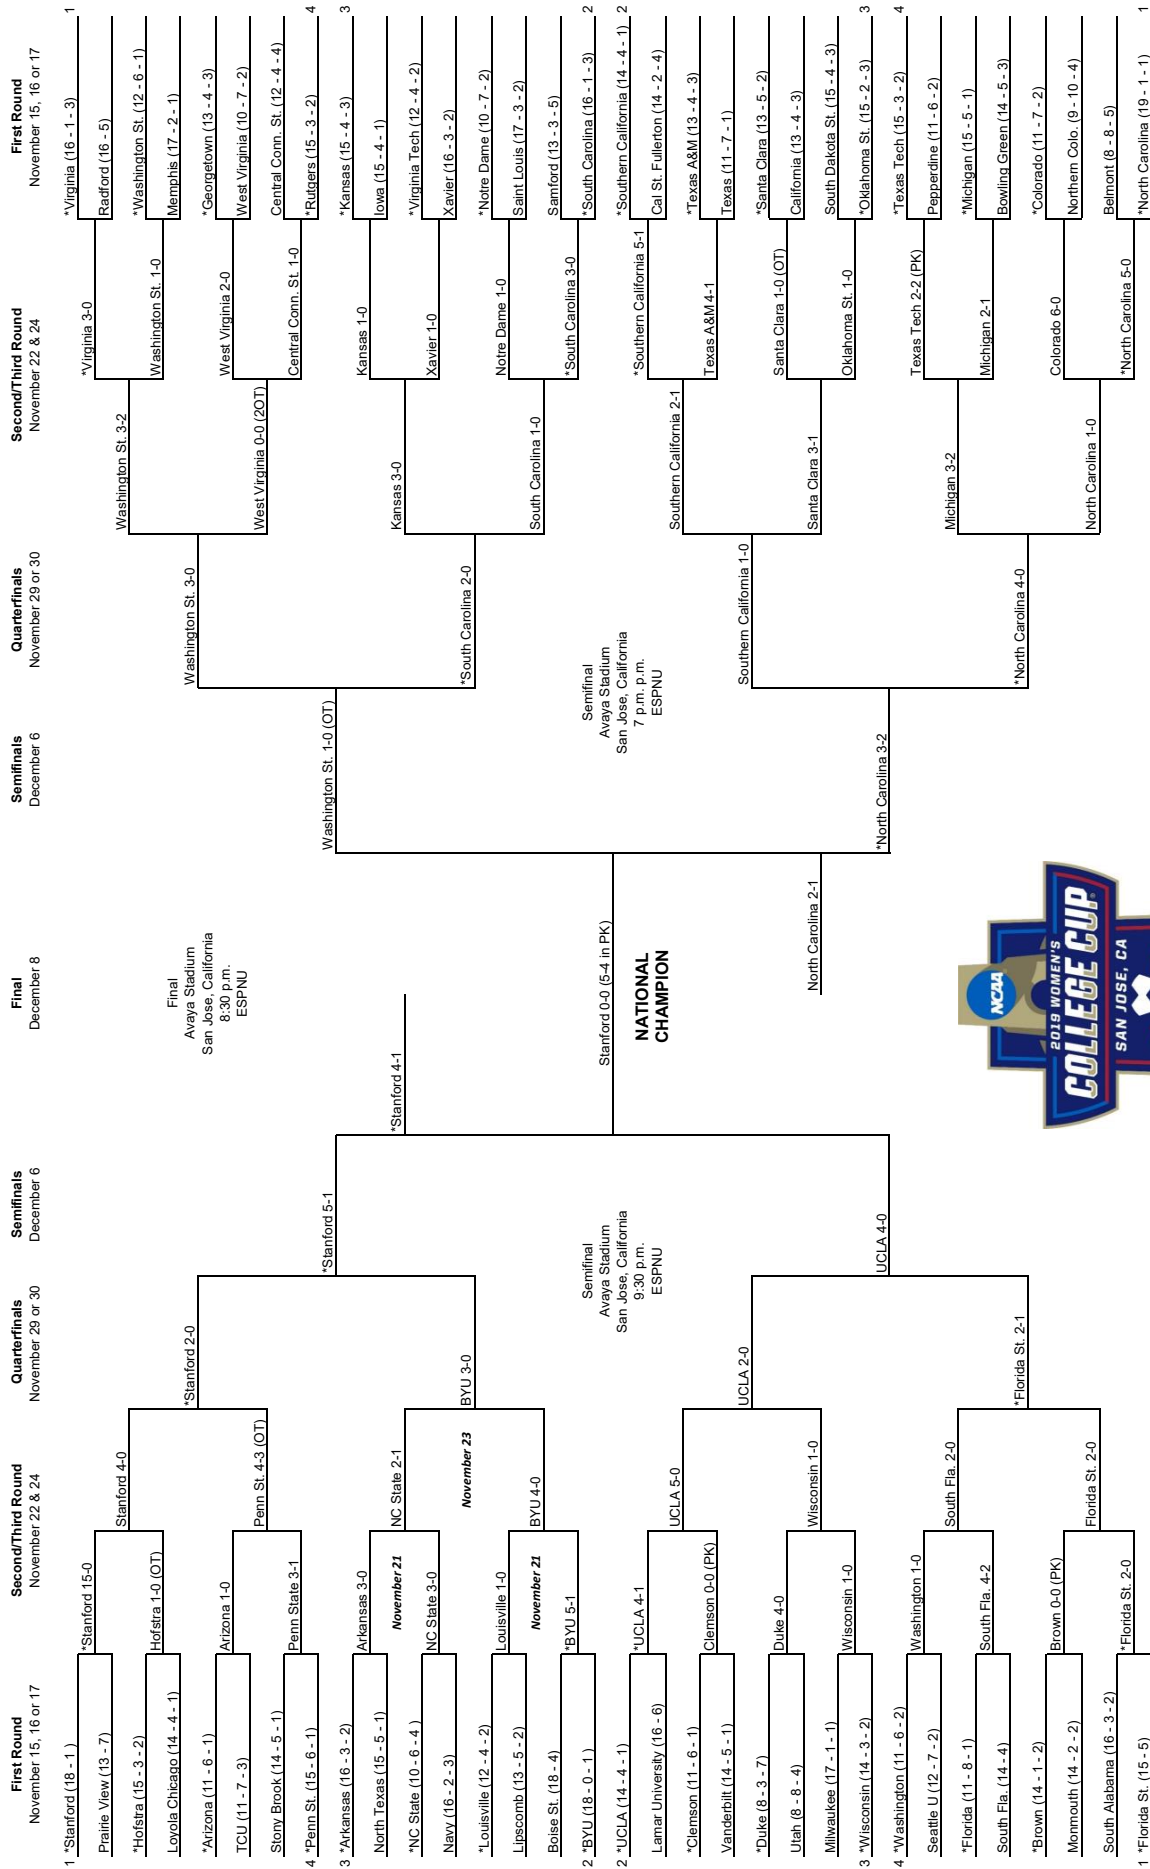 First Round
November 15, 16 or 17
Second/Third Round
November 22 & 24
Quarterfinals
November 29 or 30
Semifinals
December 6
Final
December 8
Semifinals
December 6
Quarterfinals
November 29 or 30
Second/Third Round
November 22 & 24
First Round
November 15, 16 or 17
1 *Stanford (18 - 1 )
Prairie View (13 - 7)
*Hofstra (15 - 3 - 2)
Loyola Chicago (14 - 4 - 1)
*Arizona (11 - 6 - 1)
TCU (11 - 7 - 3)
Stony Brook (14 - 5 - 1)
4 *Penn St. (15 - 6 - 1)
3 *Arkansas (16 - 3 - 2)
North Texas (15 - 5 - 1)
*NC State (10 - 6 - 4 )
Navy (16 - 2 - 3)
*Louisville (12 - 4 - 2)
Lipscomb (13 - 5 - 2)
Boise St. (18 - 4)
2 *BYU (18 - 0 - 1 )
2 *UCLA (14 - 4 - 1)
Lamar University (16 - 6)
*Clemson (11 - 6 - 1)
Vanderbilt (14 - 5 - 1)
*Duke (8 - 3 - 7)
Utah (8 - 8 - 4)
Milwaukee (17 - 1 - 1)
3 *Wisconsin (14 - 3 - 2)
4 *Washington (11 - 6 - 2)
Seattle U (12 - 7 - 2)
*Florida (11 - 8 - 1)
South Fla. (14 - 4)
*Brown (14 - 1 - 2)
Monmouth (14 - 2 - 2)
South Alabama (16 - 3 - 2)
1 *Florida St. (15 - 5)
*Stanford 15-0
Hofstra 1-0 (OT)
Arizona 1-0
Penn State 3-1
Arkansas 3-0
November 21
NC State 3-0
Louisville 1-0
November 21
*BYU 5-1
*UCLA 4-1
Clemson 0-0 (PK)
Duke 4-0
Wisconsin 1-0
Washington 1-0
South Fla. 4-2
Brown 0-0 (PK)
*Florida St. 2-0
Stanford 4-0
Penn St. 4-3 (OT)
NC State 2-1
November 23
BYU 4-0
UCLA 5-0
Wisconsin 1-0
South Fla. 2-0
Florida St. 2-0
*Stanford 2-0
BYU 3-0
UCLA 2-0
*Florida St. 2-1
*Stanford 5-1
Semifinal
Avaya Stadium
San Jose, California
9:30 p.m.
ESPNU
UCLA 4-0
*Stanford 4-1
Final
Avaya Stadium
San Jose, California
8:30 p.m.
ESPNU
Stanford 0-0 (5-4 in PK)
NATIONAL
CHAMPION
North Carolina 2-1
NCAA
2019 WOMEN'S
COLLEGE CUP
SAN JOSE, CA
Washington St. 1-0 (OT)
Semifinal
Avaya Stadium
San Jose, California
7 p.m. p.m.
ESPNU
*North Carolina 3-2
Washington St. 3-0
*South Carolina 2-0
Southern California 1-0
*North Carolina 4-0
Washington St. 3-2
West Virginia 0-0 (2OT)
Kansas 3-0
South Carolina 1-0
Southern California 2-1
Santa Clara 3-1
Michigan 3-2
North Carolina 1-0
*Virginia 3-0
Washington St. 1-0
West Virginia 2-0
Central Conn. St. 1-0
Kansas 1-0
Xavier 1-0
Notre Dame 1-0
*South Carolina 3-0
*Southern California 5-1
Texas A&M 4-1
Santa Clara 1-0 (OT)
Oklahoma St. 1-0
Texas Tech 2-2 (PK)
Michigan 2-1
Colorado 6-0
*North Carolina 5-0
*Virginia (16 - 1 - 3) 1
Radford (16 - 5)
*Washington St. (12 - 6 - 1)
Memphis (17 - 2 - 1)
*Georgetown (13 - 4 - 3)
West Virginia (10 - 7 - 2)
Central Conn. St. (12 - 4 - 4)
*Rutgers (15 - 3 - 2) 4
*Kansas (15 - 4 - 3) 3
Iowa (15 - 4 - 1)
*Virginia Tech (12 - 4 - 2)
Xavier (16 - 3 - 2)
*Notre Dame (10 - 7 - 2)
Saint Louis (17 - 3 - 2)
Samford (13 - 3 - 5)
*South Carolina (16 - 1 - 3) 2
*Southern California (14 - 4 - 1) 2
Cal St. Fullerton (14 - 2 - 4)
*Texas A&M (13 - 4 - 3)
Texas (11 - 7 - 1)
*Santa Clara (13 - 5 - 2)
California (13 - 4 - 3)
South Dakota St. (15 - 4 - 3)
*Oklahoma St. (15 - 2 - 3) 3
*Texas Tech (15 - 3 - 2) 4
Pepperdine (11 - 6 - 2)
*Michigan (15 - 5 - 1)
Bowling Green (14 - 5 - 3)
*Colorado (11 - 7 - 2)
Northern Colo. (9 - 10 - 4)
Belmont (8 - 8 - 5)
*North Carolina (19 - 1 - 1) 1